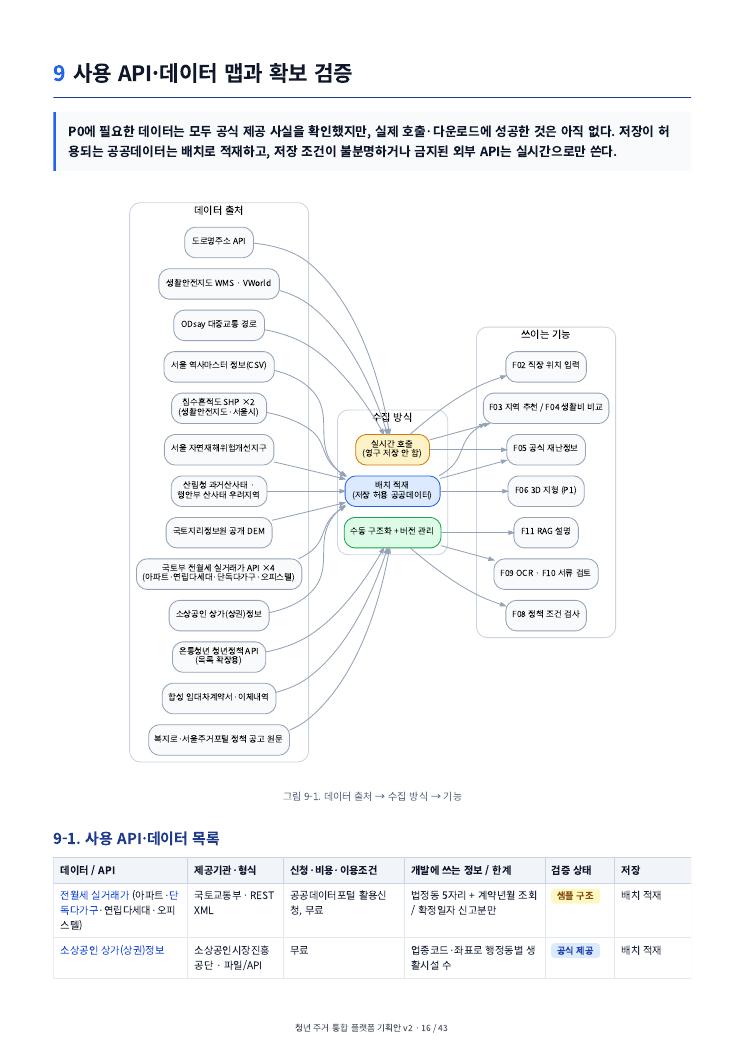 9 사용 API·데이터 맵과 확보 검증
P0에 필요한 데이터는 모두 공식 제공 사실을 확인했지만, 실제 호출·다운로드에 성공한 것은 아직 없다. 저장이 허
용되는 공공데이터는 배치로 적재하고, 저장 조건이 불분명하거나 금지된 외부 API는 실시간으로만 쓴다.
데이터 출처
도로명주소 API
생활안전지도 WMS · VWorld
ODsay 대중교통 경로
서울 역사마스터 정보(CSV)
침수흔적도 SHP ×2
(생활안전지도·서울시)
서울 자연재해위험개선지구
산림청 과거산사태 ·
행안부 산사태 우려지역
국토지리정보원 공개 DEM
국토부 전월세 실거래가 API ×4
(아파트·연립다세대·단독다가구·오피스텔)
소상공인 상가(상권)정보
온통청년 청년정책 API
(목록 확장용)
합성 임대차계약서·이체내역
복지로·서울주거포털 정책 공고 원문
수집 방식
실시간 호출
(영구 저장 안 함)
배치 적재
(저장 허용 공공데이터)
수동 구조화 + 버전 관리
쓰이는 기능
F02 직장 위치 입력
F03 지역 추천 / F04 생활비 비교
F05 공식 재난정보
F06 3D 지형 (P1)
F11 RAG 설명
F09 OCR · F10 서류 검토
F08 정책 조건 검사
그림 9-1. 데이터 출처 → 수집 방식 → 기능
9-1. 사용 API·데이터 목록
데이터 / API 제공기관·형식 신청·비용·이용조건 개발에 쓰는 정보 / 한계 검증 상태 저장
전월세 실거래가 (아파트·단 국토교통부 · REST 공공데이터포털 활용신 법정동 5자리 + 계약년월 조회 샘플 구조 배치 적재
독다가구·연립다세대·오피 XML 청, 무료 / 확정일자 신고분만
스텔)
소상공인 상가(상권)정보 소상공인시장진흥 무료 업종코드·좌표로 행정동별 생 공식 제공 배치 적재
공단 · 파일/API 활시설 수
청년 주거 통합 플랫폼 기획안 v2 · 16 / 43